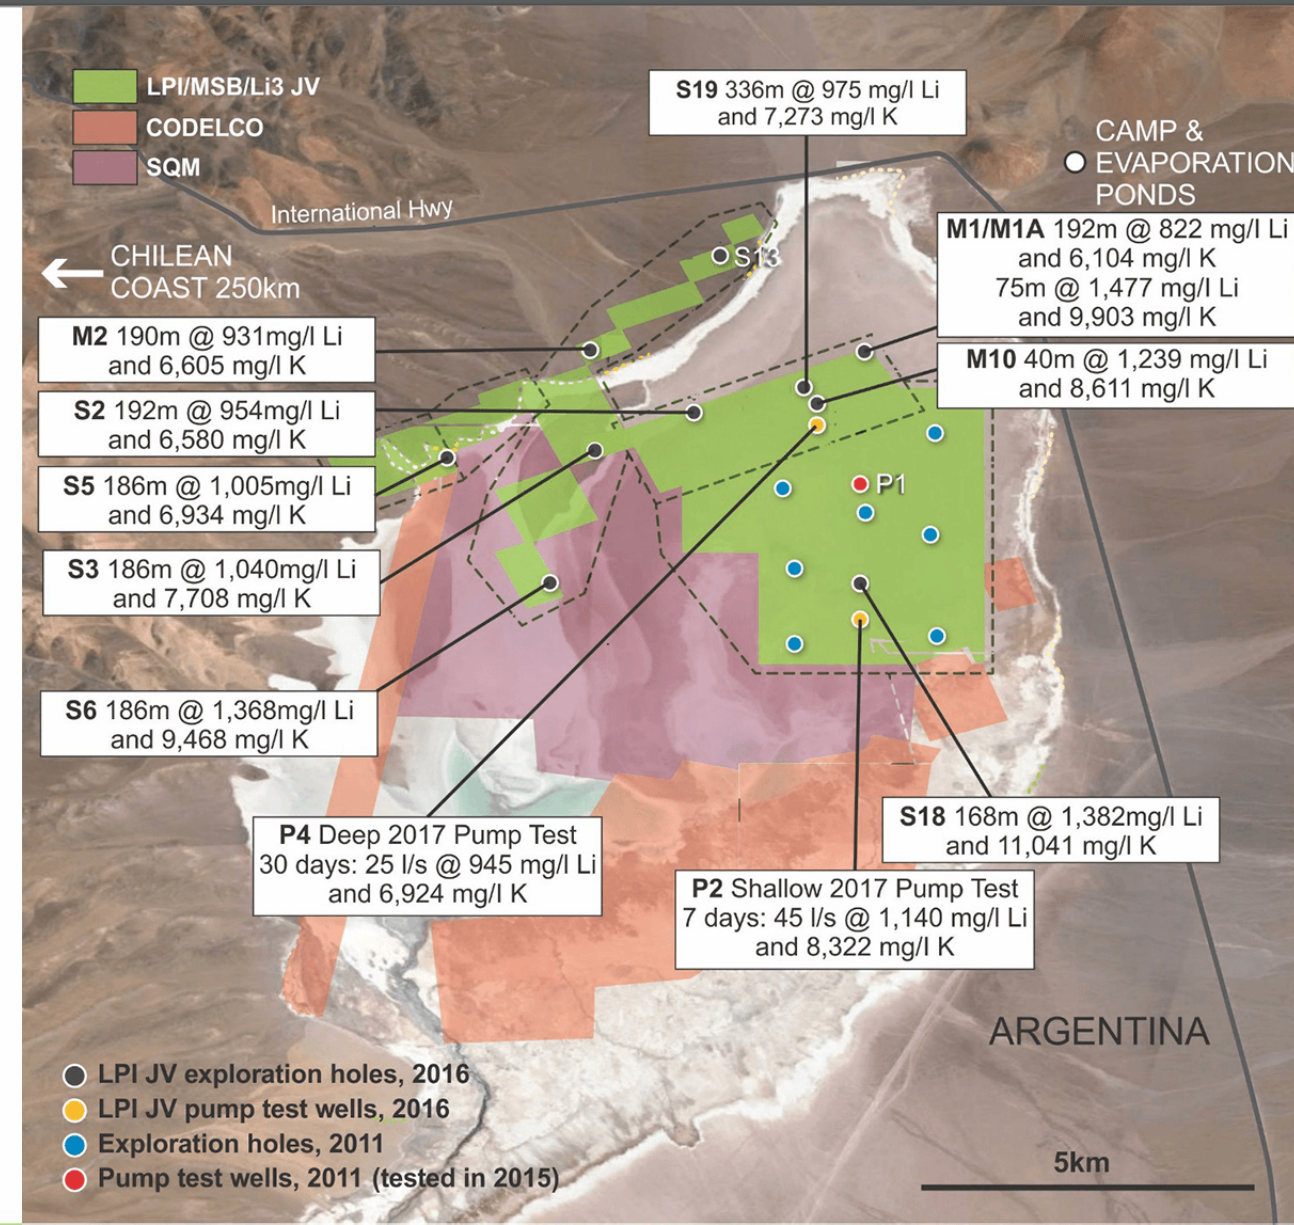 LPI/MSB/Li3 JV
CODELCO
SQM
S19 336m @ 975 mg/l Li
and 7,273 mg/l K
CAMP &
EVAPORATION
PONDS
International Hwy
M1/M1A 192m @ 822 mg/l Li
and 6,104 mg/l K
75m @ 1,477 mg/l Li
and 9,903 mg/l K
CHILEAN
COAST 250km
S13
M2 190m @ 931mg/l Li
and 6,605 mg/l K
M10 40m @ 1,239 mg/l Li
and 8,611 mg/l K
S2 192m @ 954mg/l Li
and 6,580 mg/l K
S5 186m @ 1,005mg/l Li
and 6,934 mg/l K
P1
S3 186m @ 1,040mg/l Li
and 7,708 mg/l K
S6 186m @ 1,368mg/l Li
and 9,468 mg/l K
P4 Deep 2017 Pump Test
30 days: 25 l/s @ 945 mg/l Li
and 6,924 mg/l K
S18 168m @ 1,382mg/l Li
and 11,041 mg/l K
P2 Shallow 2017 Pump Test
7 days: 45 l/s @ 1,140 mg/l Li
and 8,322 mg/l K
ARGENTINA
LPI JV exploration holes, 2016
LPI JV pump test wells, 2016
Exploration holes, 2011
Pump test wells, 2011 (tested in 2015)
5km